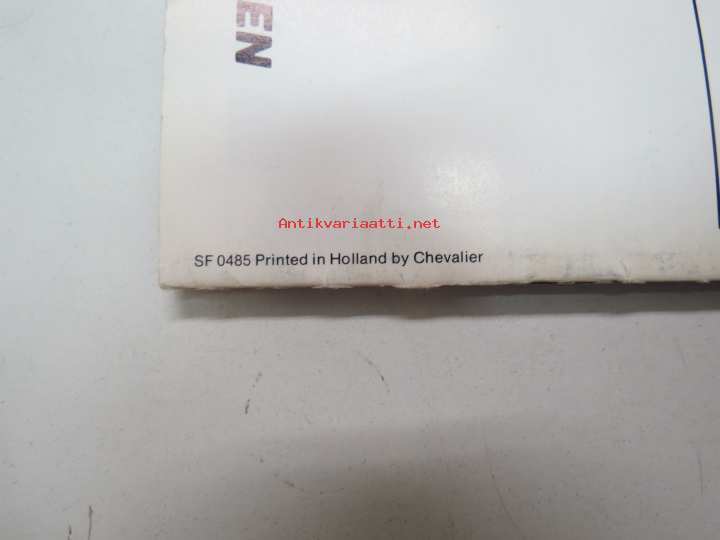 EN
Antikvariaatti.net
SF 0485 Printed in Holland by Chevalier